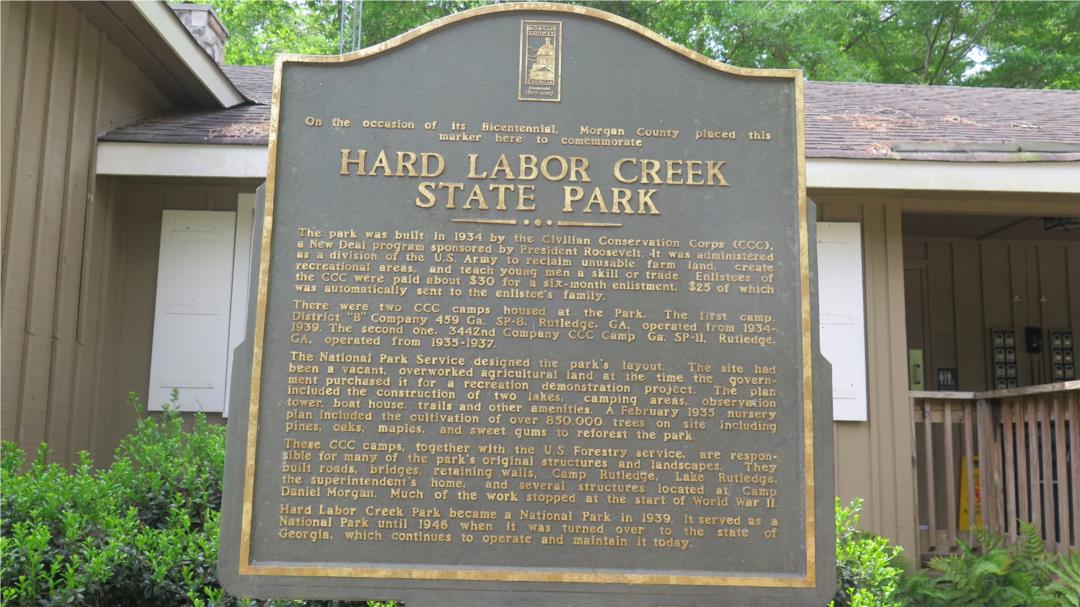 MORGAN
COUNTY
GEORGIA
1807-2007
On the occasion of its Bicentennial, Morgan County placed this
marker here to comemmorate
HARD LABOR CREEK
STATE PARK
The park was built in 1934 by the Civilian Conservation Corps (CCC),
a New Deal program sponsored by President Roosevelt. It was administered
as a division of the U.S. Army to reclaim unusable farm land, create
recreational areas, and teach young men a skill or trade. Enlistees of
the CCC were paid about $30 for a six-month enlistment, $25 of which
was automatically sent to the enlistee's family.
There were two CCC camps housed at the Park. The first camp,
District "B" Company 459 Ga. SP-8, Rutledge, GA, operated from 1934-
1939. The second one, 3442nd Company CCC Camp Ga. SP-11, Rutledge,
GA, operated from 1935-1937.
The National Park Service designed the park's layout. The site had
been a vacant, overworked agricultural land at the time the govern-
ment purchased it for a recreation demonstration project. The plan
included the construction of two lakes, camping areas, observation
tower, boat house, trails and other amenities. A February 1935 nursery
plan included the cultivation of over 850,000 trees on site including
pines, oaks, maples, and sweet gums to reforest the park.
These CCC camps, together with the U.S. Forestry service, are respon-
sible for many of the park's original structures and landscapes. They
built roads, bridges, retaining walls, Camp Rutledge, Lake Rutledge,
the superintendent's home, and several structures located at Camp
Daniel Morgan. Much of the work stopped at the start of World War II.
Hard Labor Creek Park became a National Park in 1939. It served as a
National Park until 1946 when it was turned over to the state of
Georgia, which continues to operate and maintain it today.